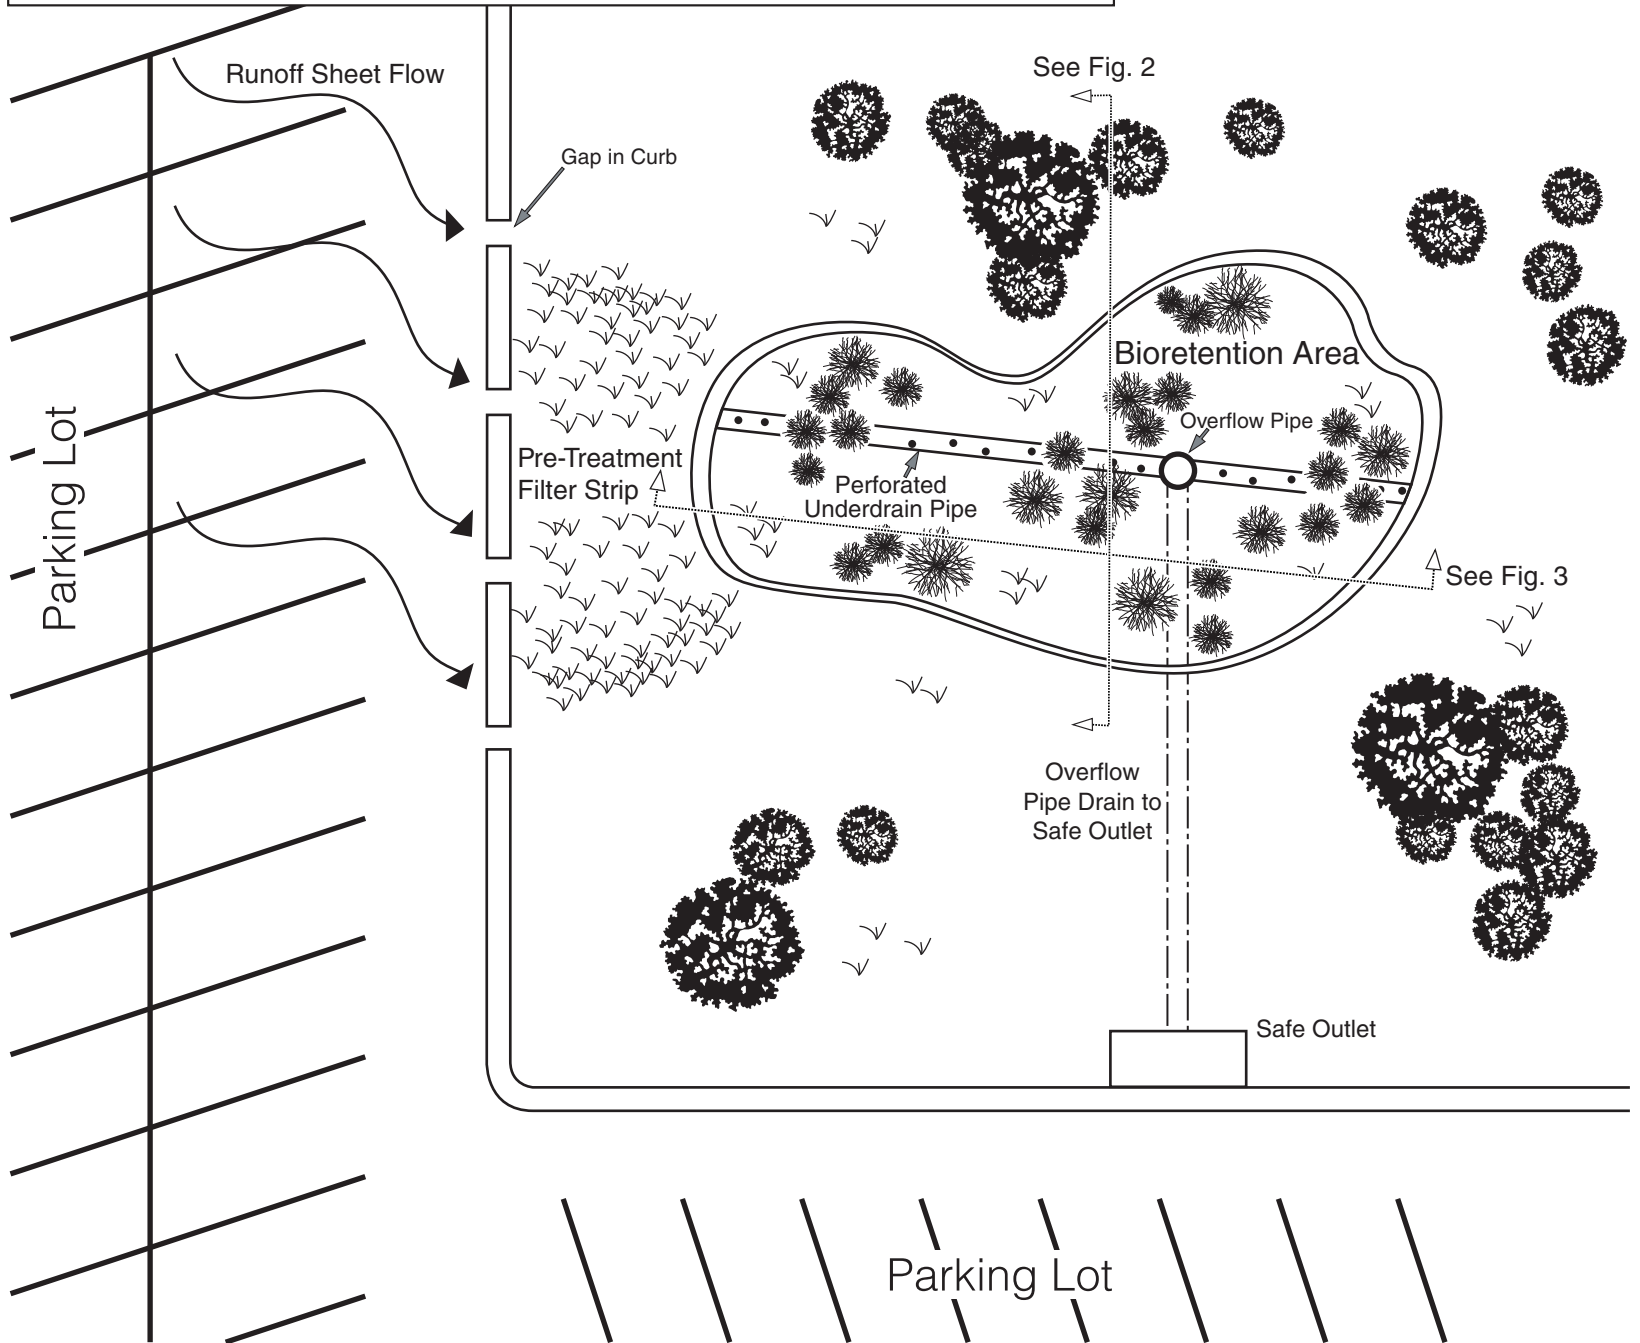 See Fig. 2
Runoff Sheet Flow
Gap in Curb
Bioretention Area
Overflow Pipe
Parking Lot
Pre-Treatment
Filter Strip
Perforated
Underdrain Pipe
See Fig. 3
Overflow
Pipe Drain to
Safe Outlet
Safe Outlet
Parking Lot